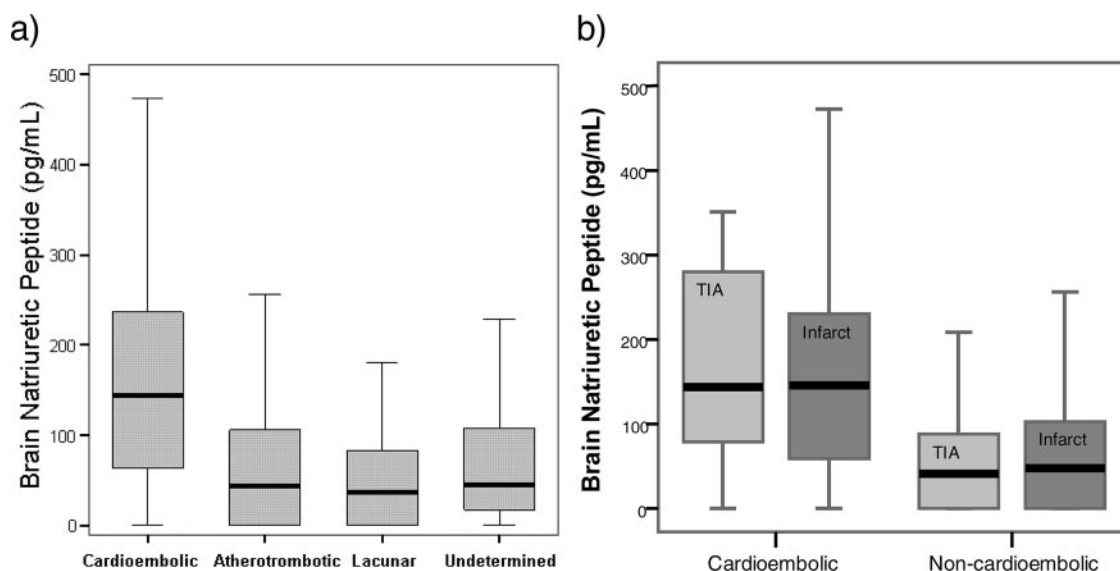 a)
Brain Natriuretic Peptide (pg/mL)
500
400
300
200
100
0
Cardioembolic Atherotrombotic Lacunar Undetermined
b)
Brain Natriuretic Peptide (pg/mL)
500
400
300
200
100
0
TIA
Infarct
TIA
Infarct
Cardioembolic Non-cardioembolic